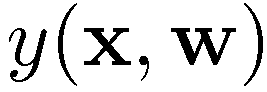 y(𝐱, 𝐰)